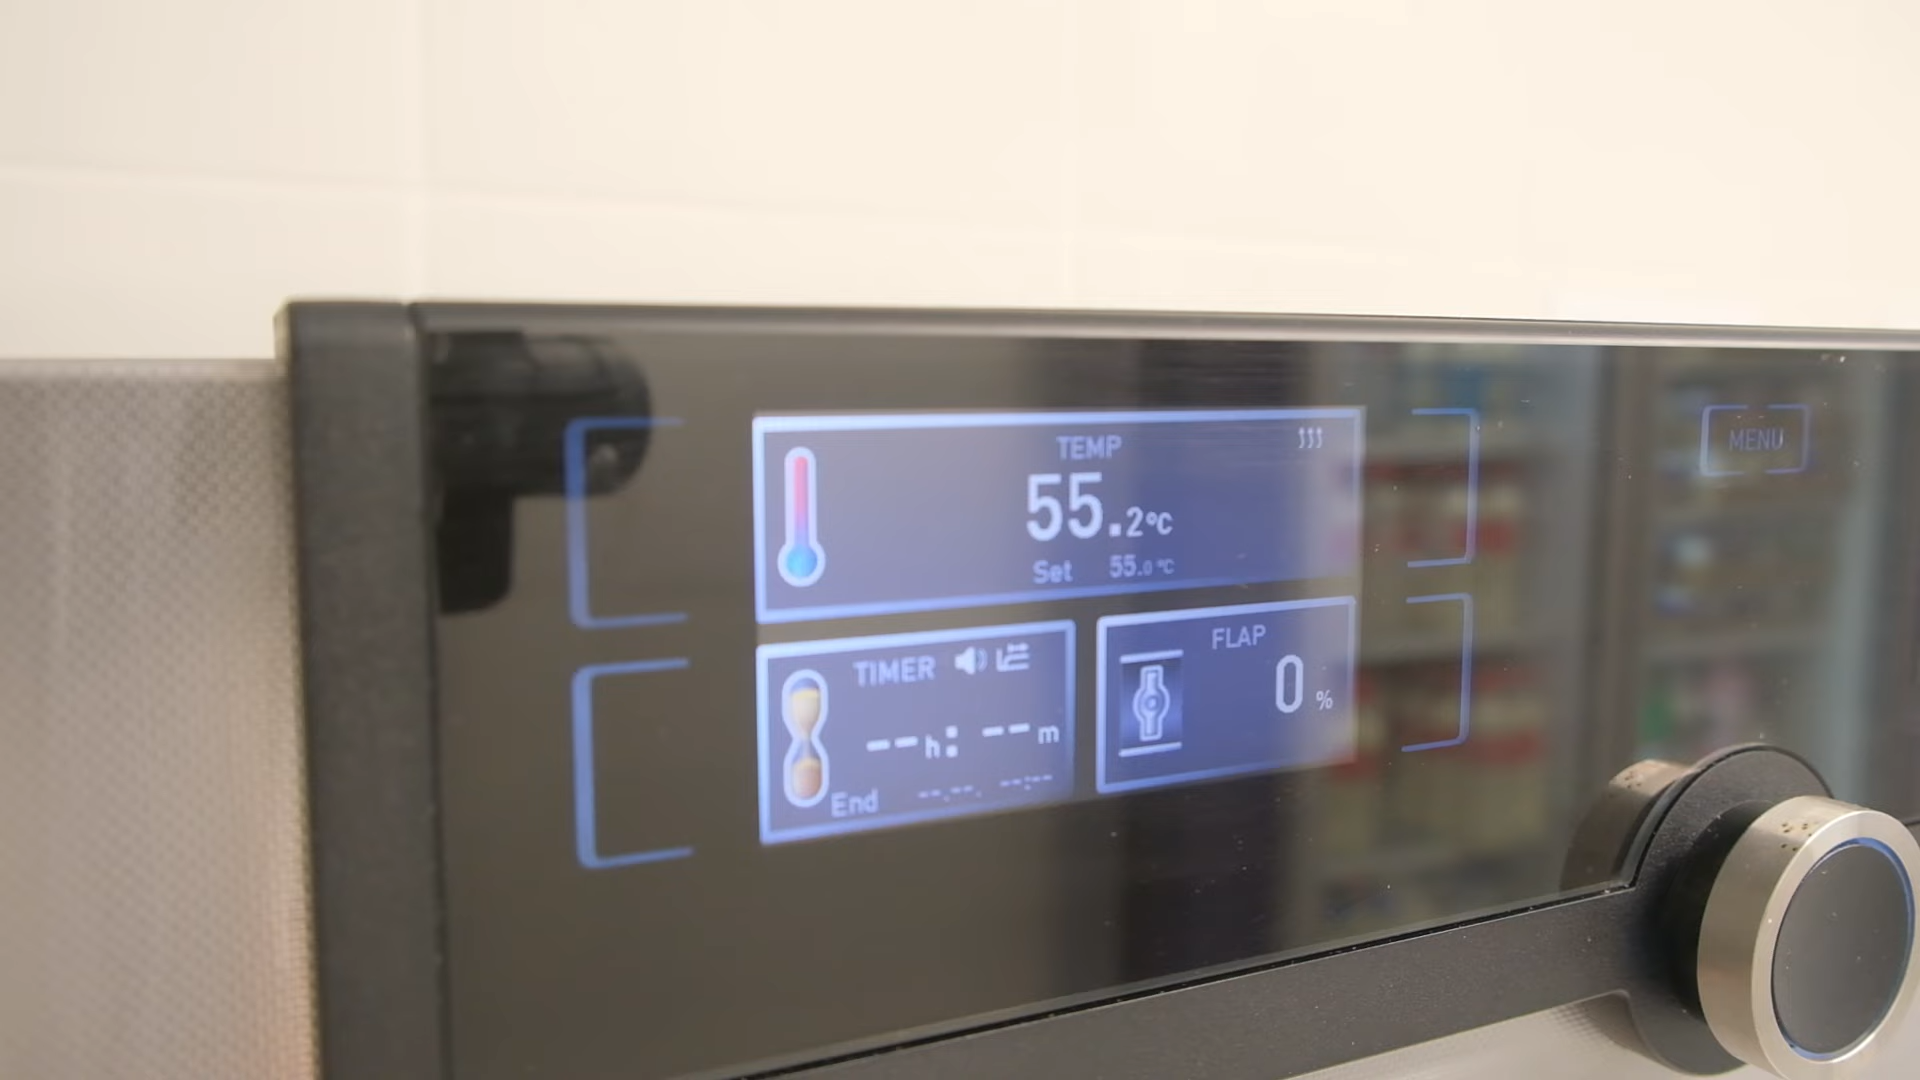 TEMP
55.2°C
Set 55.0 °C
MENU
TIMER
--h: --m
End --.--. --:--
FLAP
0 %